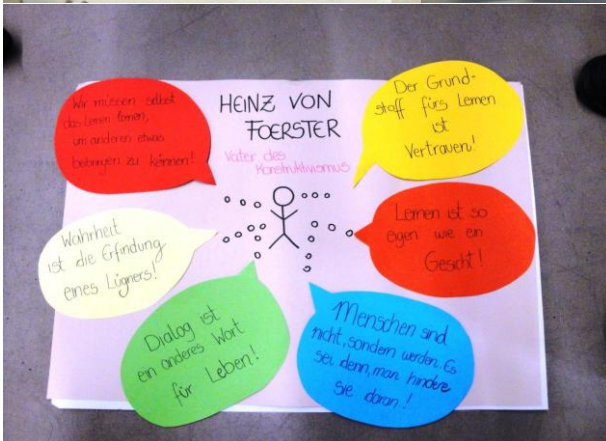 HEINZ VON
FOERSTER
Vater des
Konstruktivismus
Wir müssen selbst
das Lernen lernen,
um anderen etwas
beibringen zu können!
Der Grund-
stoff fürs Lernen
ist
Vertrauen!
Wahrheit
ist die Erfindung
eines Lügners!
Lernen ist so
eigen wie ein
Gesicht!
Dialog ist
ein anderes Wort
für Leben!
Menschen sind
nicht, sondern werden. Es
sei denn, man hindere
sie daran!